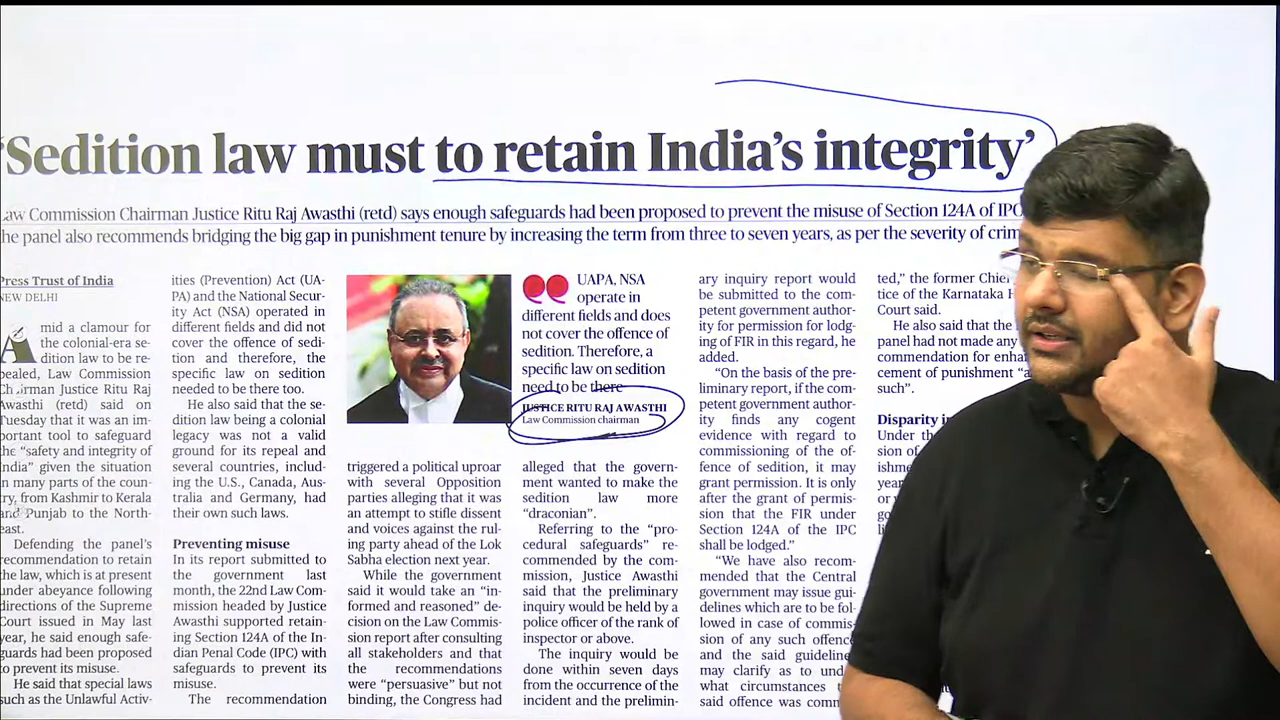 ‘Sedition law must to retain India’s integrity’
aw Commission Chairman Justice Ritu Raj Awasthi (retd) says enough safeguards had been proposed to prevent the misuse of Section 124A of IPC
he panel also recommends bridging the big gap in punishment tenure by increasing the term from three to seven years, as per the severity of crim
Press Trust of India
NEW DELHI
Amid a clamour for
the colonial-era se-
dition law to be re-
pealed, Law Commission
Chairman Justice Ritu Raj
Awasthi (retd) said on
Tuesday that it was an im-
portant tool to safeguard
the “safety and integrity of
India” given the situation
in many parts of the coun-
try, from Kashmir to Kerala
and Punjab to the North-
east.
Defending the panel’s
recommendation to retain
the law, which is at present
under abeyance following
directions of the Supreme
Court issued in May last
year, he said enough safe-
guards had been proposed
to prevent its misuse.
He said that special laws
such as the Unlawful Activ-
ities (Prevention) Act (UA-
PA) and the National Secur-
ity Act (NSA) operated in
different fields and did not
cover the offence of sedi-
tion and therefore, the
specific law on sedition
needed to be there too.
He also said that the se-
dition law being a colonial
legacy was not a valid
ground for its repeal and
several countries, includ-
ing the U.S., Canada, Aus-
tralia and Germany, had
their own such laws.
Preventing misuse
In its report submitted to
the government last
month, the 22nd Law Com-
mission headed by Justice
Awasthi supported retain-
ing Section 124A of the In-
dian Penal Code (IPC) with
safeguards to prevent its
misuse.
The recommendation
triggered a political uproar
with several Opposition
parties alleging that it was
an attempt to stifle dissent
and voices against the rul-
ing party ahead of the Lok
Sabha election next year.
While the government
said it would take an “in-
formed and reasoned” de-
cision on the Law Commis-
sion report after consulting
all stakeholders and that
the recommendations
were “persuasive” but not
binding, the Congress had
UAPA, NSA
operate in
different fields and does
not cover the offence of
sedition. Therefore, a
specific law on sedition
need to be there
JUSTICE RITU RAJ AWASTHI
Law Commission chairman
alleged that the govern-
ment wanted to make the
sedition law more
“draconian”.
Referring to the “pro-
cedural safeguards” re-
commended by the com-
mission, Justice Awasthi
said that the preliminary
inquiry would be held by a
police officer of the rank of
inspector or above.
The inquiry would be
done within seven days
from the occurrence of the
incident and the prelimin-
ary inquiry report would
be submitted to the com-
petent government author-
ity for permission for lodg-
ing of FIR in this regard, he
added.
“On the basis of the pre-
liminary report, if the com-
petent government author-
ity finds any cogent
evidence with regard to
commissioning of the of-
fence of sedition, it may
grant permission. It is only
after the grant of permis-
sion that the FIR under
Section 124A of the IPC
shall be lodged.”
“We have also recom-
mended that the Central
government may issue gui-
delines which are to be fol-
lowed in case of commis-
sion of any such offence
and the said guideline
may clarify as to und
what circumstances
said offence was comm
ted,” the former Chie
tice of the Karnataka H
Court said.
He also said that the
panel had not made any
commendation for enha
cement of punishment “a
such”.
Disparity in
Under th
sion of
ishme
year
or
go
li